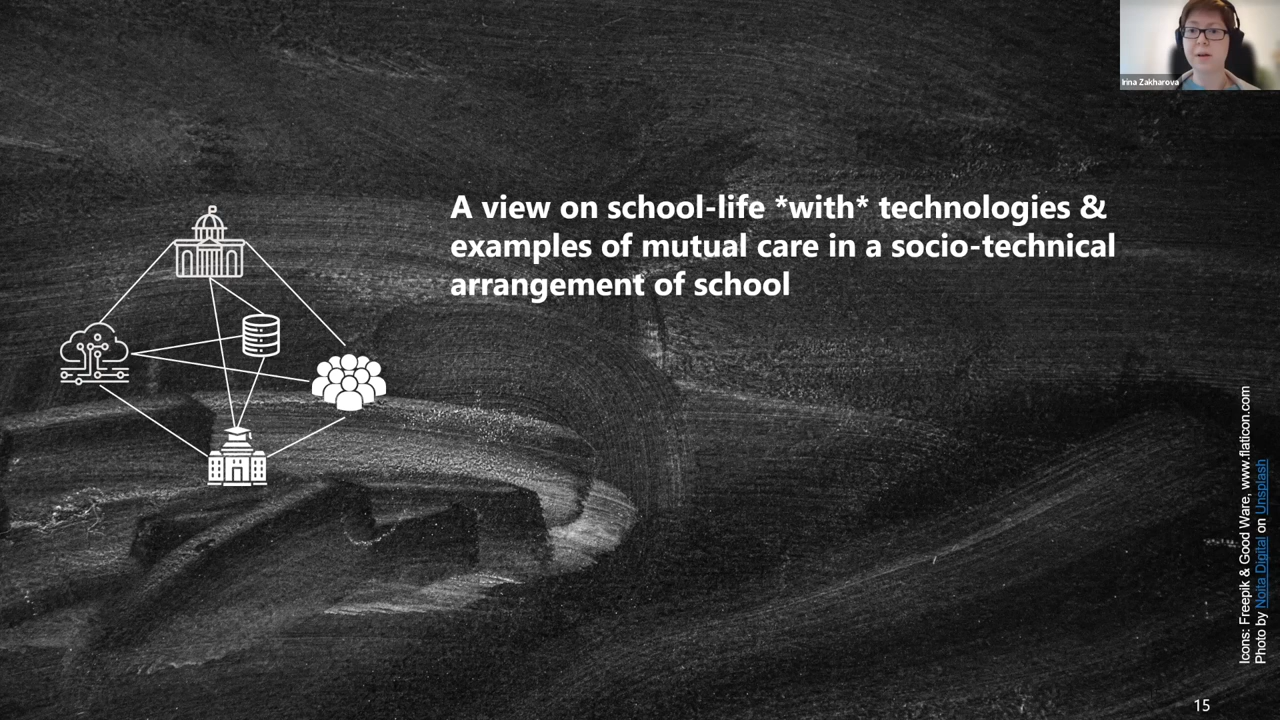 Irina Zakharova
A view on school-life *with* technologies &
examples of mutual care in a socio-technical
arrangement of school
Icons: Freepik & Good Ware, www.flaticon.com
Photo by Noita Digital on Unsplash
15